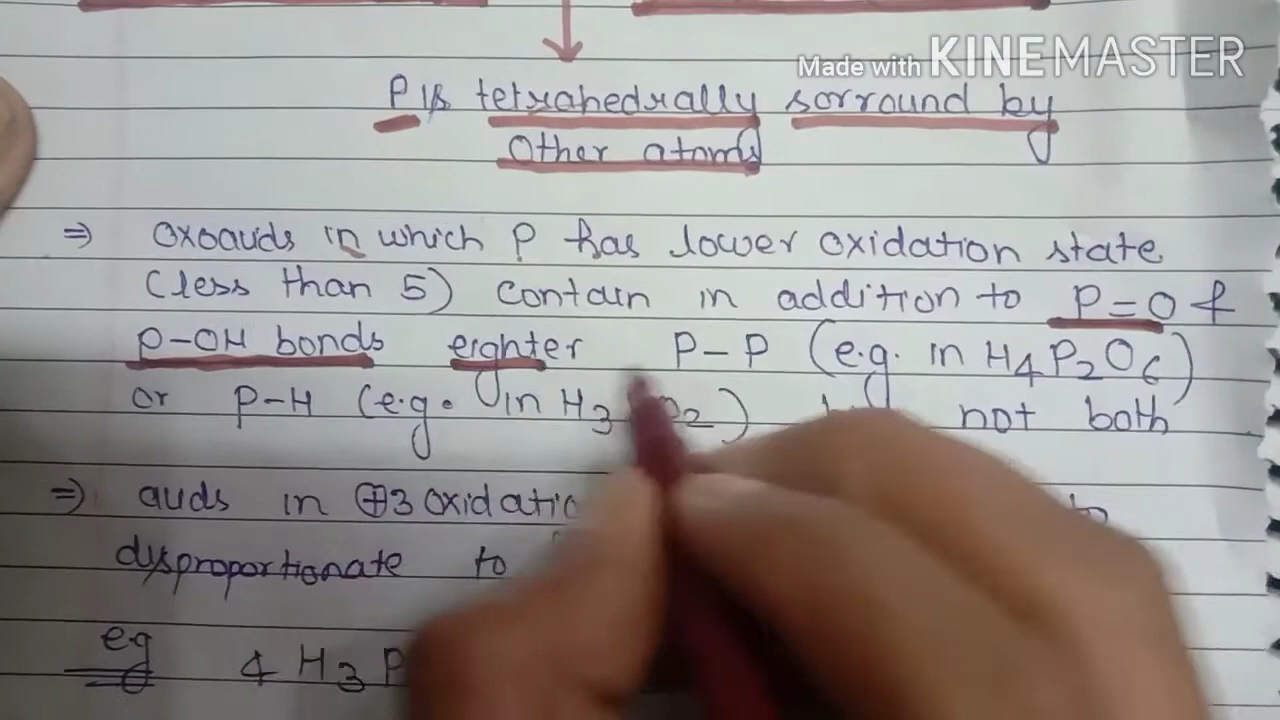 Made with KINEMASTER
P is tetrahedrally sorround by
Other atoms
⇒ Oxoacids in which P has lower oxidation state
(less than 5) contain in addition to P=O &
P-OH bonds eighter P-P (e.g. in H4P2O6)
or P-H (e.g. in H3 O2) not both
⇒ acids in +3 oxidatio
disproportionate to
eg 4 H3P